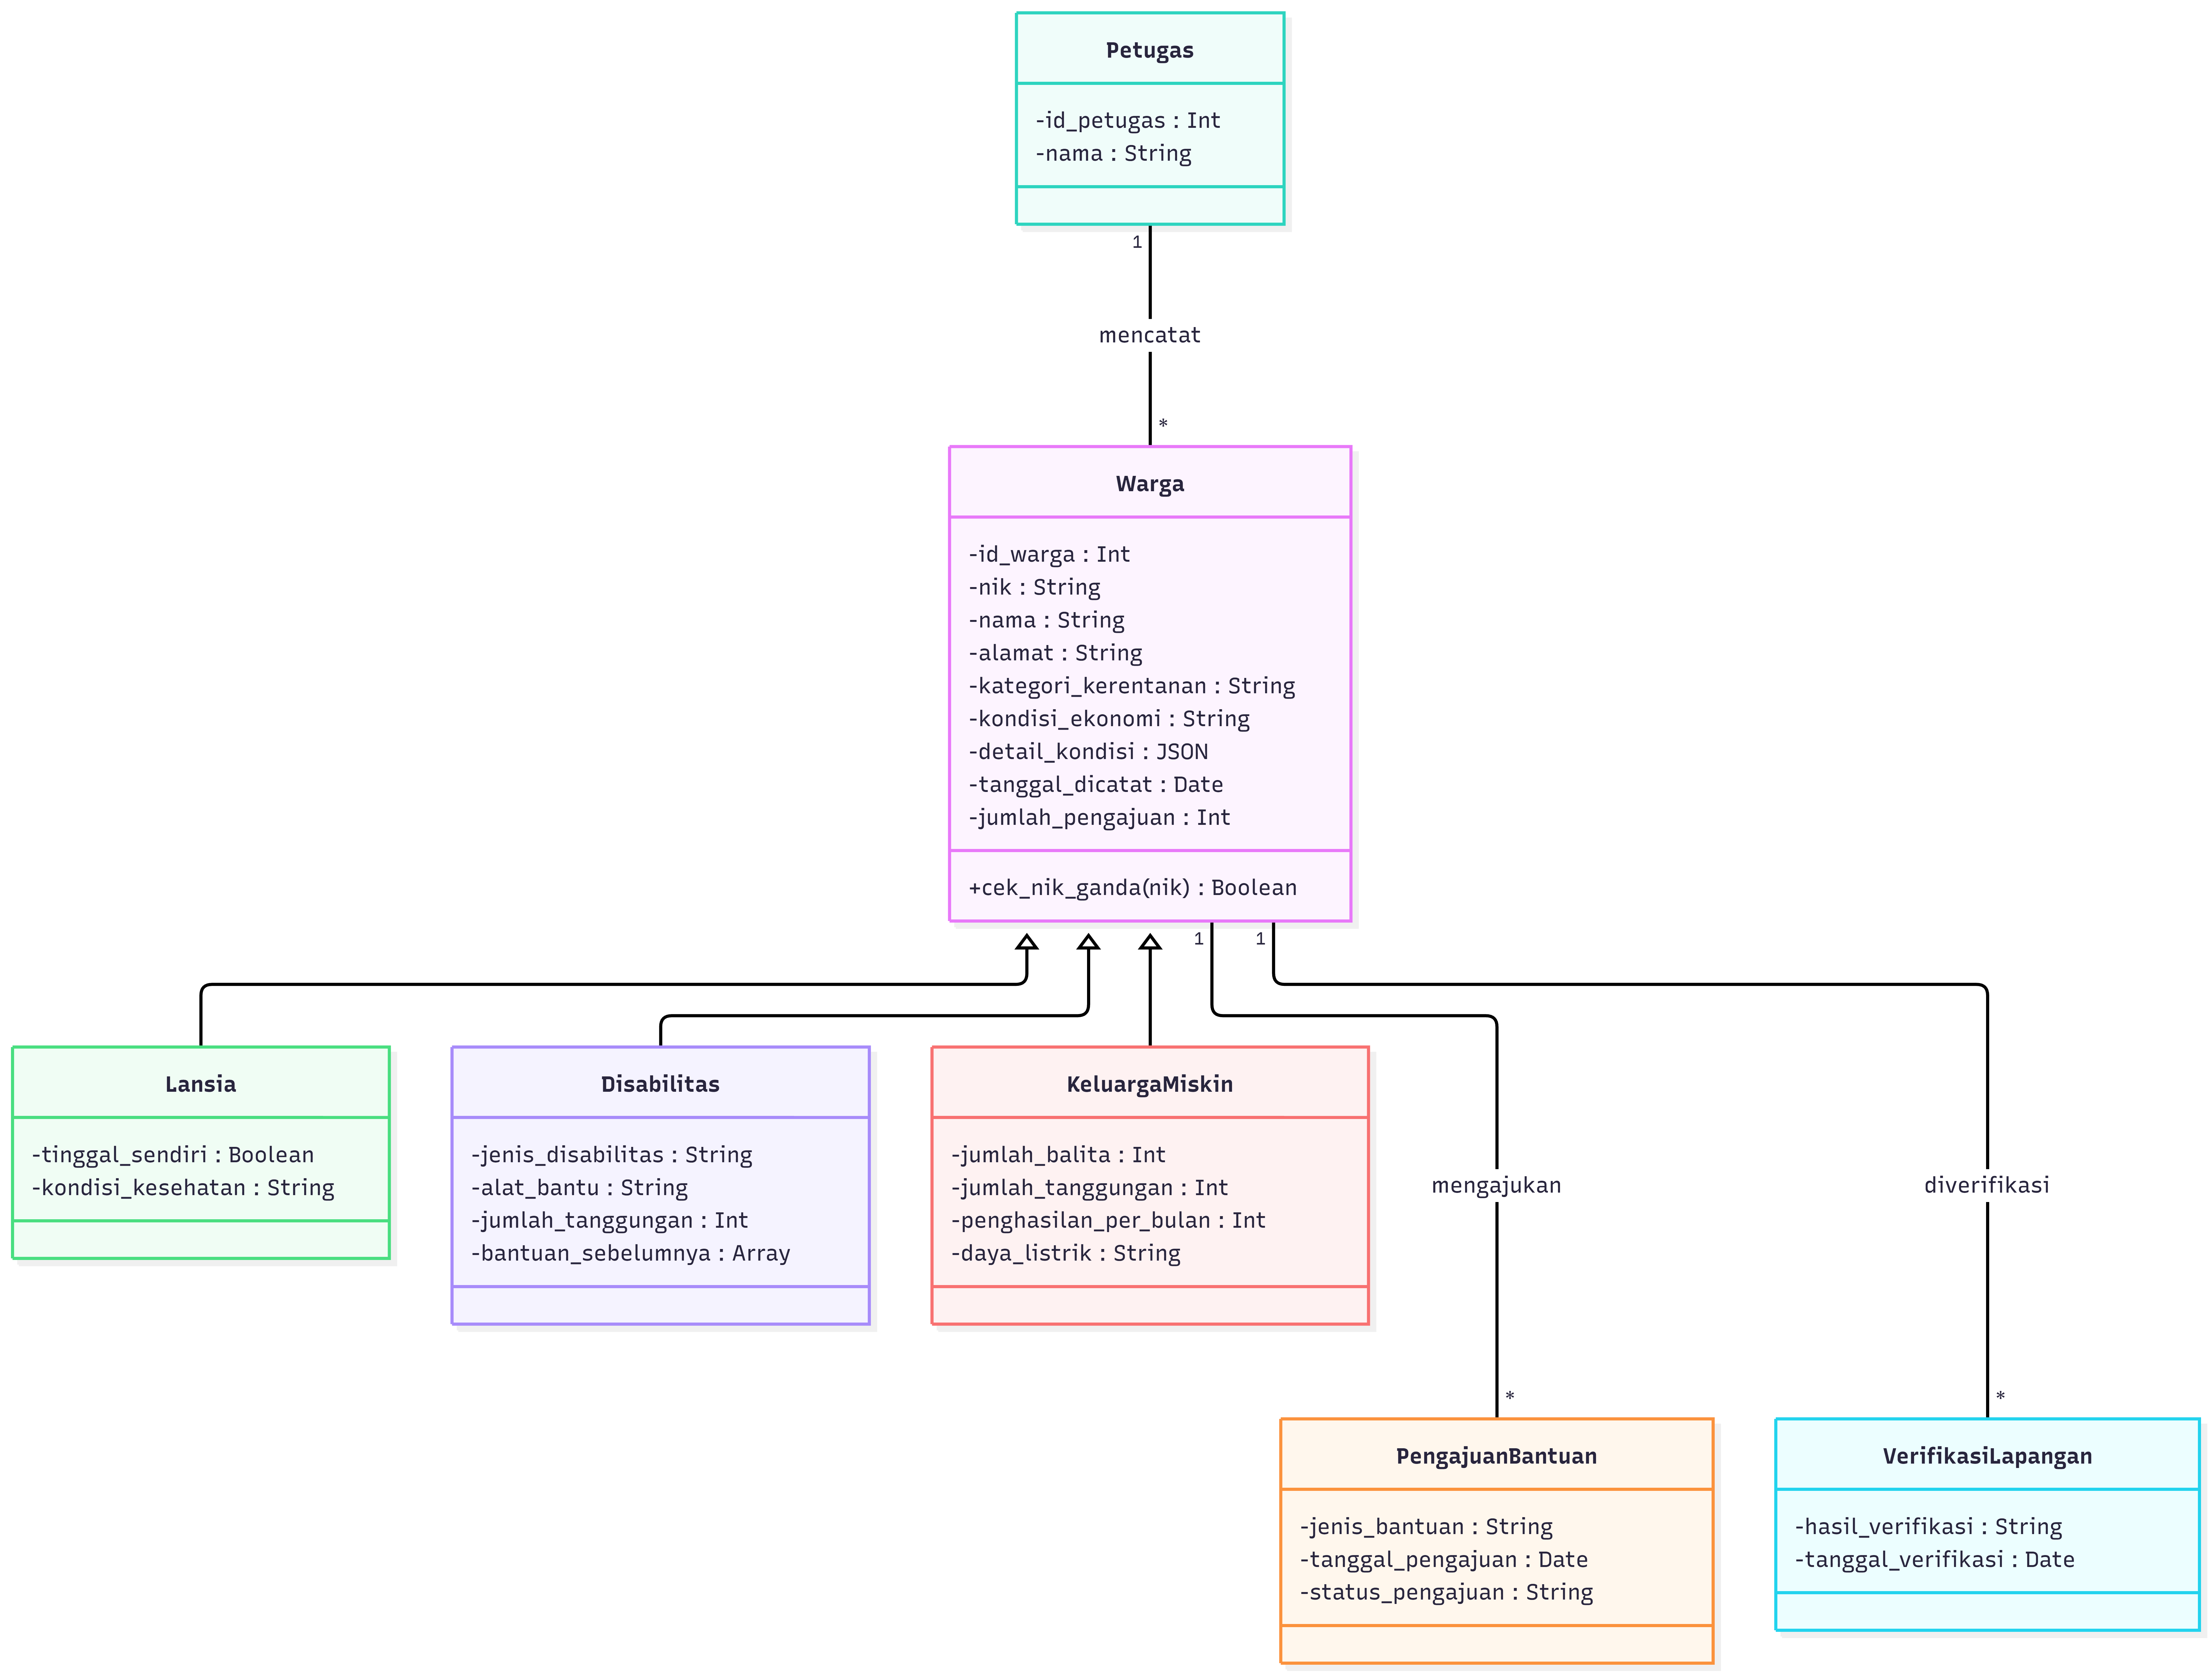 Petugas
-id_petugas : Int
-nama : String
1
mencatat
*
Warga
-id_warga : Int
-nik : String
-nama : String
-alamat : String
-kategori_kerentanan : String
-kondisi_ekonomi : String
-detail_kondisi : JSON
-tanggal_dicatat : Date
-jumlah_pengajuan : Int
+cek_nik_ganda(nik) : Boolean
1
1
Lansia
-tinggal_sendiri : Boolean
-kondisi_kesehatan : String
Disabilitas
-jenis_disabilitas : String
-alat_bantu : String
-jumlah_tanggungan : Int
-bantuan_sebelumnya : Array
KeluargaMiskin
-jumlah_balita : Int
-jumlah_tanggungan : Int
-penghasilan_per_bulan : Int
-daya_listrik : String
mengajukan
diverifikasi
*
*
PengajuanBantuan
-jenis_bantuan : String
-tanggal_pengajuan : Date
-status_pengajuan : String
VerifikasiLapangan
-hasil_verifikasi : String
-tanggal_verifikasi : Date